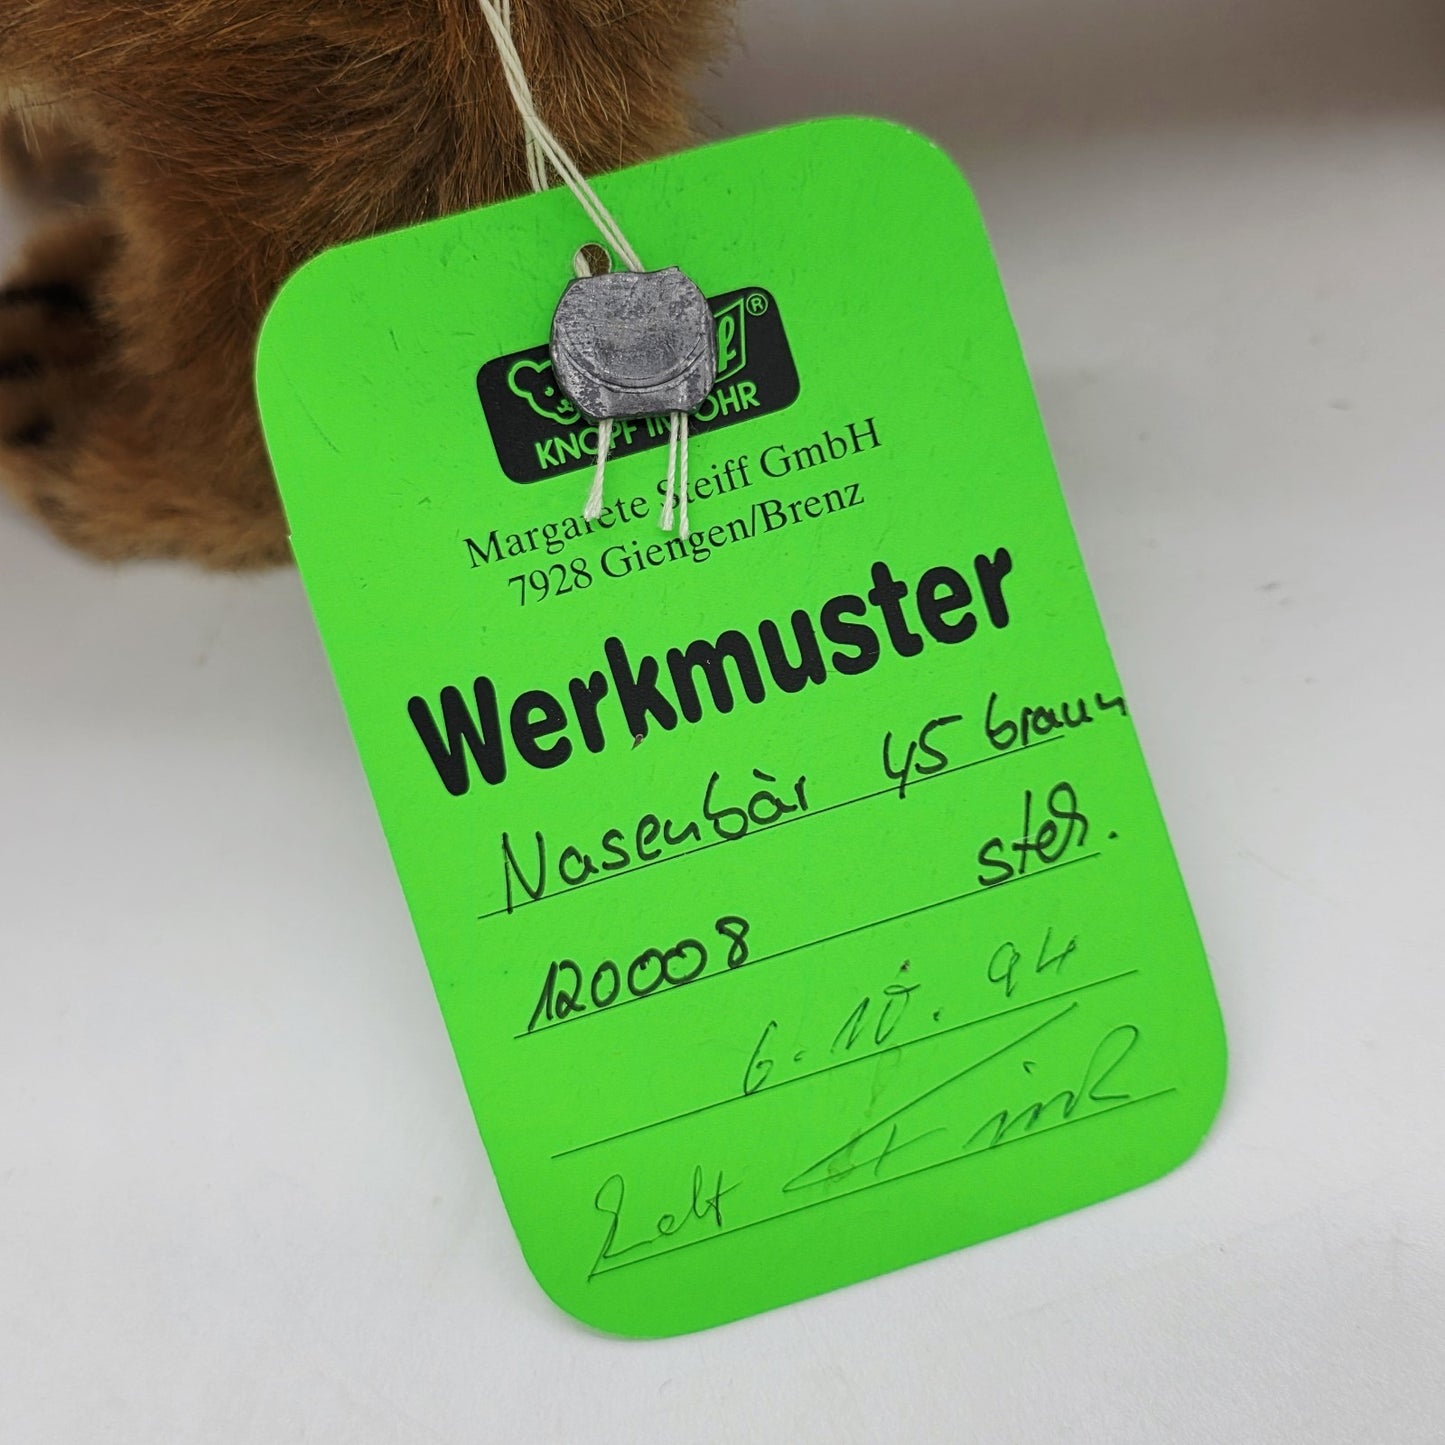 ®
KNOPF IM OHR
Margarete Steiff GmbH
7928 Giengen/Brenz
Werkmuster
Nasenbär 45 braun
steh.
120008
6.10.94